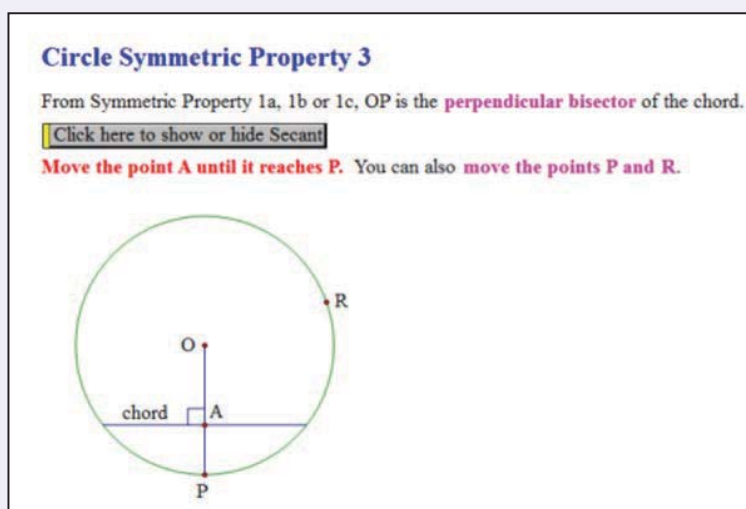 Circle Symmetric Property 3
From Symmetric Property 1a, 1b or 1c, OP is the perpendicular bisector of the chord.
Click here to show or hide Secant
Move the point A until it reaches P. You can also move the points P and R.
R
O
chord A
P